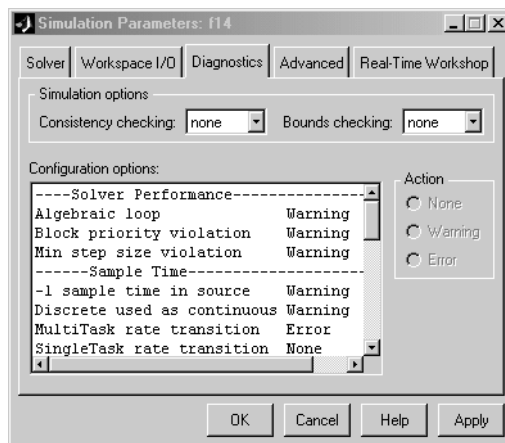 Simulation Parameters: f14
Solver Workspace I/O Diagnostics Advanced Real-Time Workshop
Simulation options
Consistency checking: none Bounds checking: none
Configuration options:
----Solver Performance---------------
Algebraic loop Warning
Block priority violation Warning
Min step size violation Warning
------Sample Time--------------------
-1 sample time in source Warning
Discrete used as continuous Warning
MultiTask rate transition Error
SingleTask rate transition None
Action
None
Warning
Error
OK Cancel Help Apply